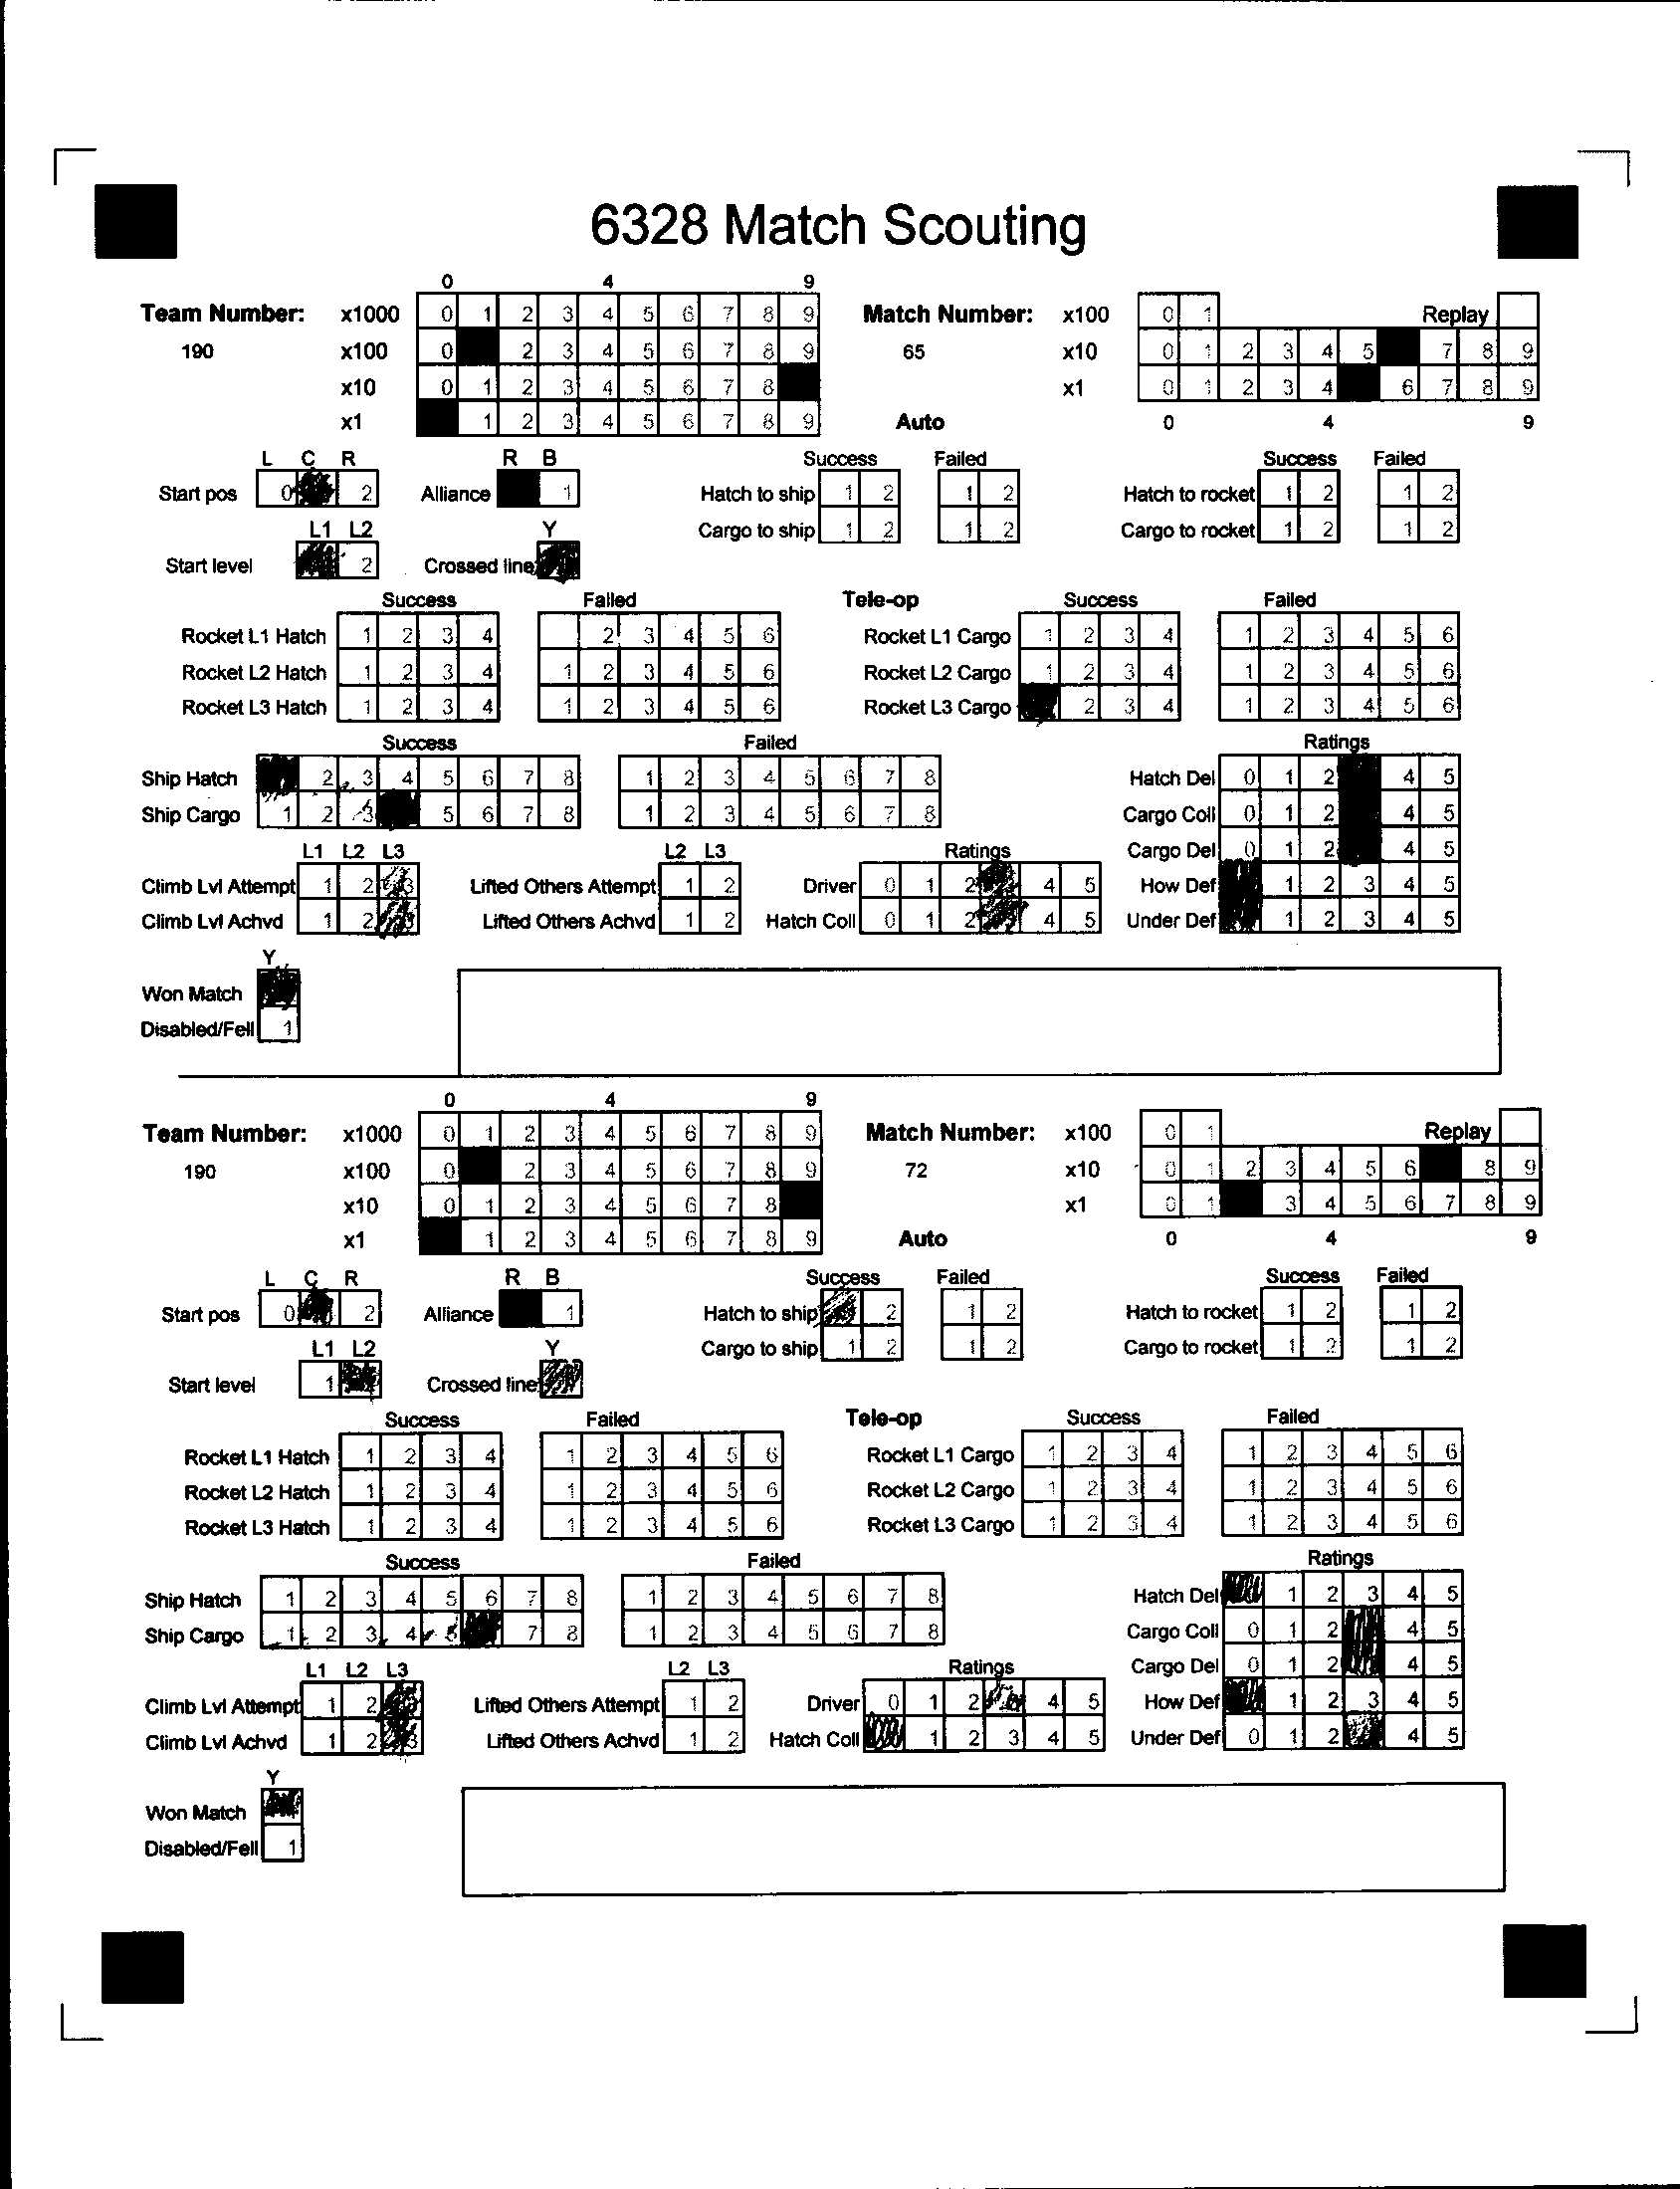 6328 Match Scouting
0 4 9
Team Number: x1000 0 1 2 3 4 5 6 7 8 9 Match Number: x100 0 1 Replay
190 x100 0 2 3 4 5 6 7 8 9 65 x10 0 1 2 3 4 5 7 8 9
x10 0 1 2 3 4 5 6 7 8 x1 0 1 2 3 4 6 7 8 9
x1 1 2 3 4 5 6 7 8 9 Auto 0 4 9
L C R R B Success Failed Success Failed
Start pos 0 2 Alliance 1 Hatch to ship 1 2 1 2 Hatch to rocket 1 2 1 2
L1 L2 Y Cargo to ship 1 2 1 2 Cargo to rocket 1 2 1 2
Start level 2 Crossed line
Success Failed Tele-op Success Failed
Rocket L1 Hatch 1 2 3 4 2 3 4 5 6 Rocket L1 Cargo 1 2 3 4 1 2 3 4 5 6
Rocket L2 Hatch 1 2 3 4 1 2 3 4 5 6 Rocket L2 Cargo 1 2 3 4 1 2 3 4 5 6
Rocket L3 Hatch 1 2 3 4 1 2 3 4 5 6 Rocket L3 Cargo 2 3 4 1 2 3 4 5 6
Success Failed Ratings
Ship Hatch 2 3 4 5 6 7 8 1 2 3 4 5 6 7 8 Hatch Del 0 1 2 4 5
Ship Cargo 1 2 3 5 6 7 8 1 2 3 4 5 6 7 8 Cargo Coll 0 1 2 4 5
L1 L2 L3 L2 L3 Ratings Cargo Del 0 1 2 4 5
Climb Lvl Attempt 1 2 3 Lifted Others Attempt 1 2 Driver 0 1 2 4 5 How Def 1 2 3 4 5
Climb Lvl Achvd 1 2 3 Lifted Others Achvd 1 2 Hatch Coll 0 1 2 4 5 Under Def 1 2 3 4 5
Y
Won Match
Disabled/Fell 1
0 4 9
Team Number: x1000 0 1 2 3 4 5 6 7 8 9 Match Number: x100 0 1 Replay
190 x100 0 2 3 4 5 6 7 8 9 72 x10 0 1 2 3 4 5 6 8 9
x10 0 1 2 3 4 5 6 7 8 x1 0 1 3 4 5 6 7 8 9
x1 1 2 3 4 5 6 7 8 9 Auto 0 4 9
L C R R B Success Failed Success Failed
Start pos 0 2 Alliance 1 Hatch to ship 2 1 2 Hatch to rocket 1 2 1 2
L1 L2 Y Cargo to ship 1 2 1 2 Cargo to rocket 1 2 1 2
Start level 1 Crossed line
Success Failed Tele-op Success Failed
Rocket L1 Hatch 1 2 3 4 1 2 3 4 5 6 Rocket L1 Cargo 1 2 3 4 1 2 3 4 5 6
Rocket L2 Hatch 1 2 3 4 1 2 3 4 5 6 Rocket L2 Cargo 1 2 3 4 1 2 3 4 5 6
Rocket L3 Hatch 1 2 3 4 1 2 3 4 5 6 Rocket L3 Cargo 1 2 3 4 1 2 3 4 5 6
Success Failed Ratings
Ship Hatch 1 2 3 4 5 6 7 8 1 2 3 4 5 6 7 8 Hatch Del 1 2 3 4 5
Ship Cargo 1 2 3 4 5 7 8 1 2 3 4 5 6 7 8 Cargo Coll 0 1 2 4 5
L1 L2 L3 L2 L3 Ratings Cargo Del 0 1 2 4 5
Climb Lvl Attempt 1 2 3 Lifted Others Attempt 1 2 Driver 0 1 2 4 5 How Def 1 2 3 4 5
Climb Lvl Achvd 1 2 3 Lifted Others Achvd 1 2 Hatch Coll 1 2 3 4 5 Under Def 0 1 2 4 5
Y
Won Match
Disabled/Fell 1